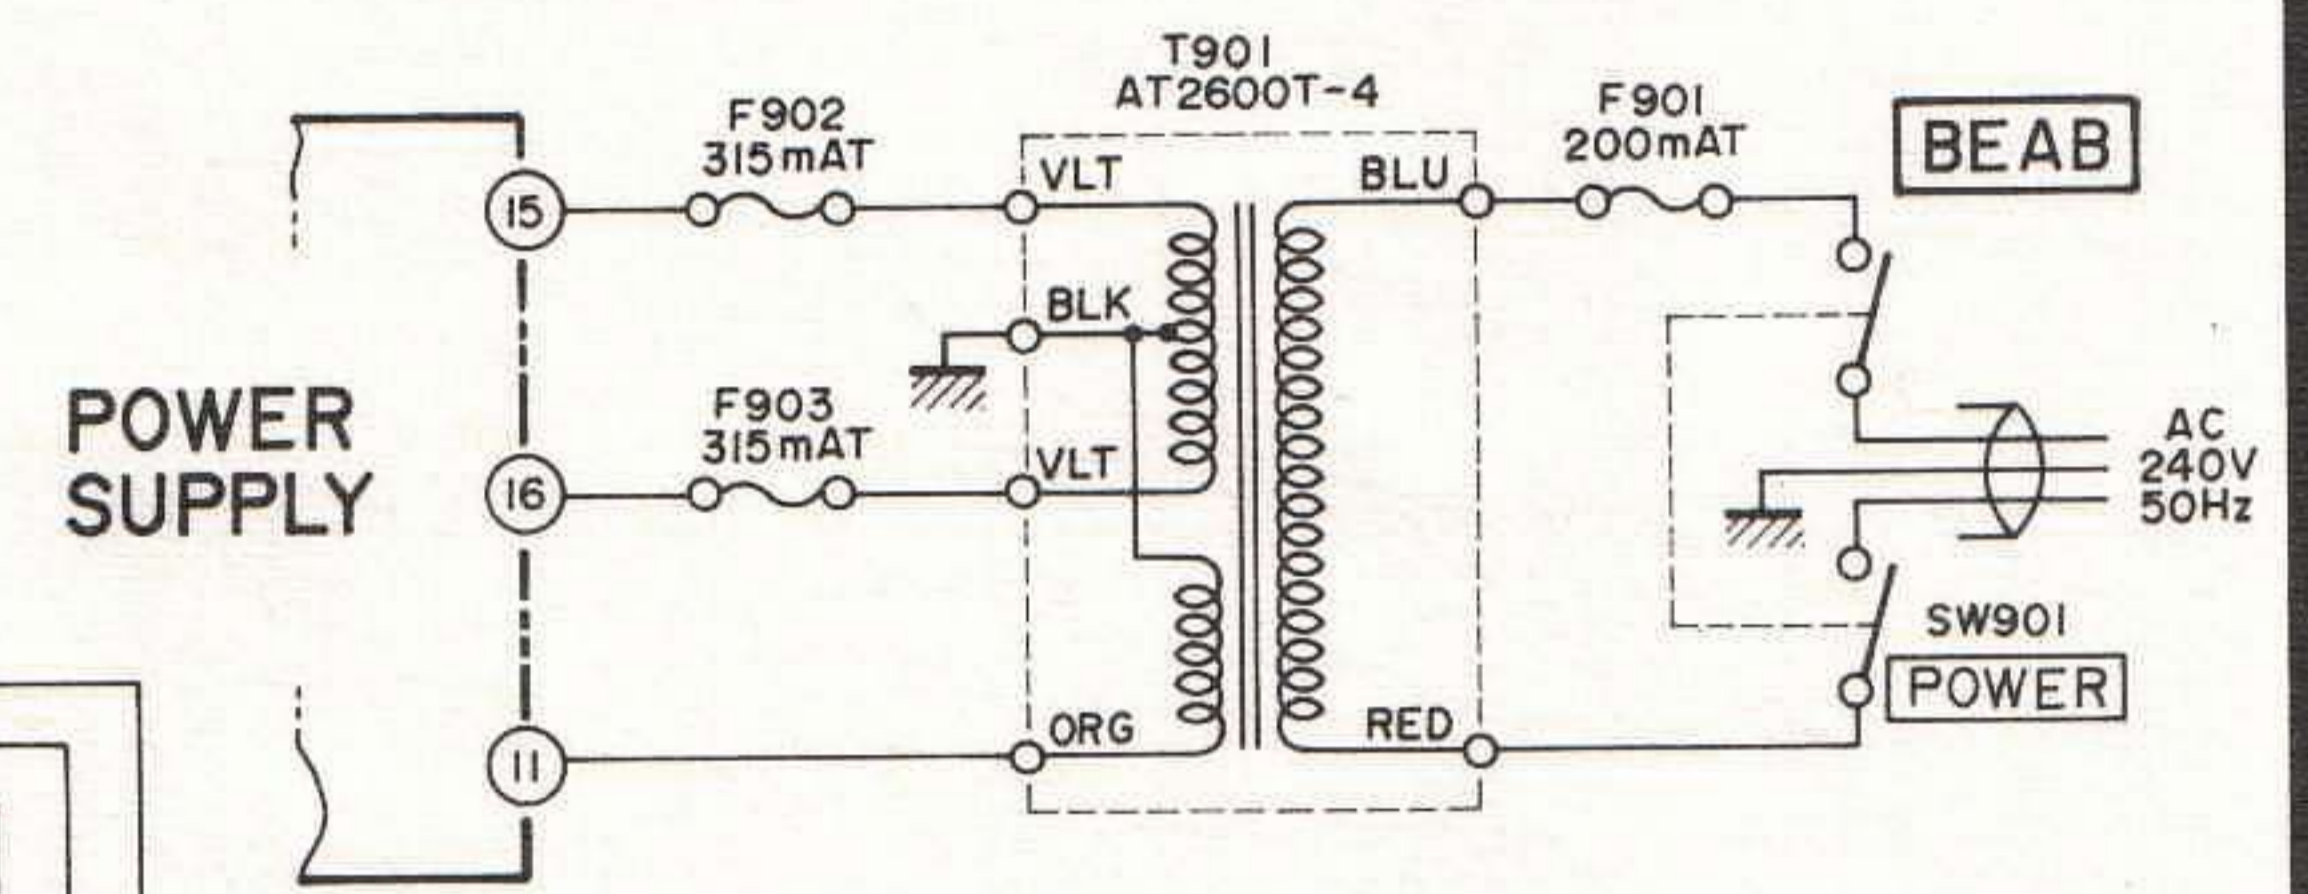 T901
AT2600T-4
F902
315mAT
F901
200mAT
BEAB
VLT
BLU
15
BLK
POWER
SUPPLY
F903
315mAT
VLT
16
AC
240V
50Hz
SW901
POWER
ORG
RED
11